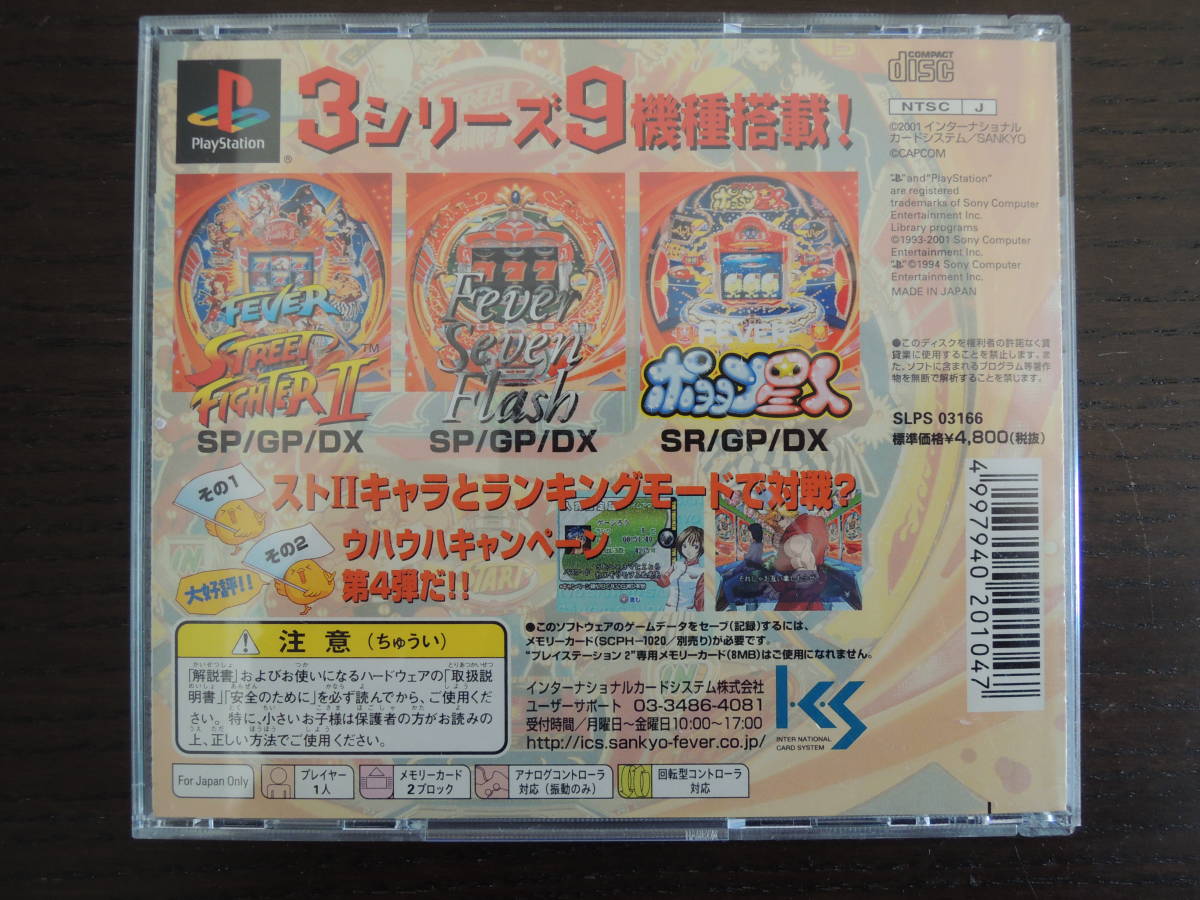 PlayStation
®
3シリーズ9機種搭載!
COMPACT
disc
NTSC J
©2001 インターナショナル
カードシステム/SANKYO
©CAPCOM
"PS" and "PlayStation"
are registered
trademarks of Sony Computer
Entertainment Inc.
Library programs
©1993-2001 Sony Computer
Entertainment Inc.
"PS" ©1994 Sony Computer
Entertainment Inc.
MADE IN JAPAN
●このディスクを権利者の許諾なく賃
貸業に使用することを禁止します。ま
た、ソフトに含まれるプログラム等著作
物を無断で解析することを禁じます。
SLPS 03166
標準価格¥4,800(税抜)
4 997940 201047
FEVER
STREET
FIGHTER II
TM
SP/GP/DX
777
Fever
Seven
Flash
SP/GP/DX
FEVER
ポヨヨン星人
SR/GP/DX
その1
ストIIキャラとランキングモードで対戦?
その2
大好評!!
ウハウハキャンペーン
第4弾だ!!
それじゃお互い楽しもうぜ
注意(ちゅうい)
「解説書」およびお使いになるハードウェアの「取扱説
明書」「安全のために」を必ず読んでから、ご使用くだ
さい。特に、小さいお子様は保護者の方がお読みの
上、正しい方法でご使用ください。
●このソフトウェアのゲームデータをセーブ(記録)するには、
メモリーカード(SCPH-1020/別売り)が必要です。
"プレイステーション 2"専用メモリーカード(8MB)はご使用になれません。
インターナショナルカードシステム株式会社
ユーザーサポート 03-3486-4081
受付時間/月曜日〜金曜日10:00〜17:00
http://ics.sankyo-fever.co.jp/
ics
INTER NATIONAL
CARD SYSTEM
For Japan Only
プレイヤー
1人
メモリーカード
2ブロック
アナログコントローラ
対応(振動のみ)
回転型コントローラ
対応